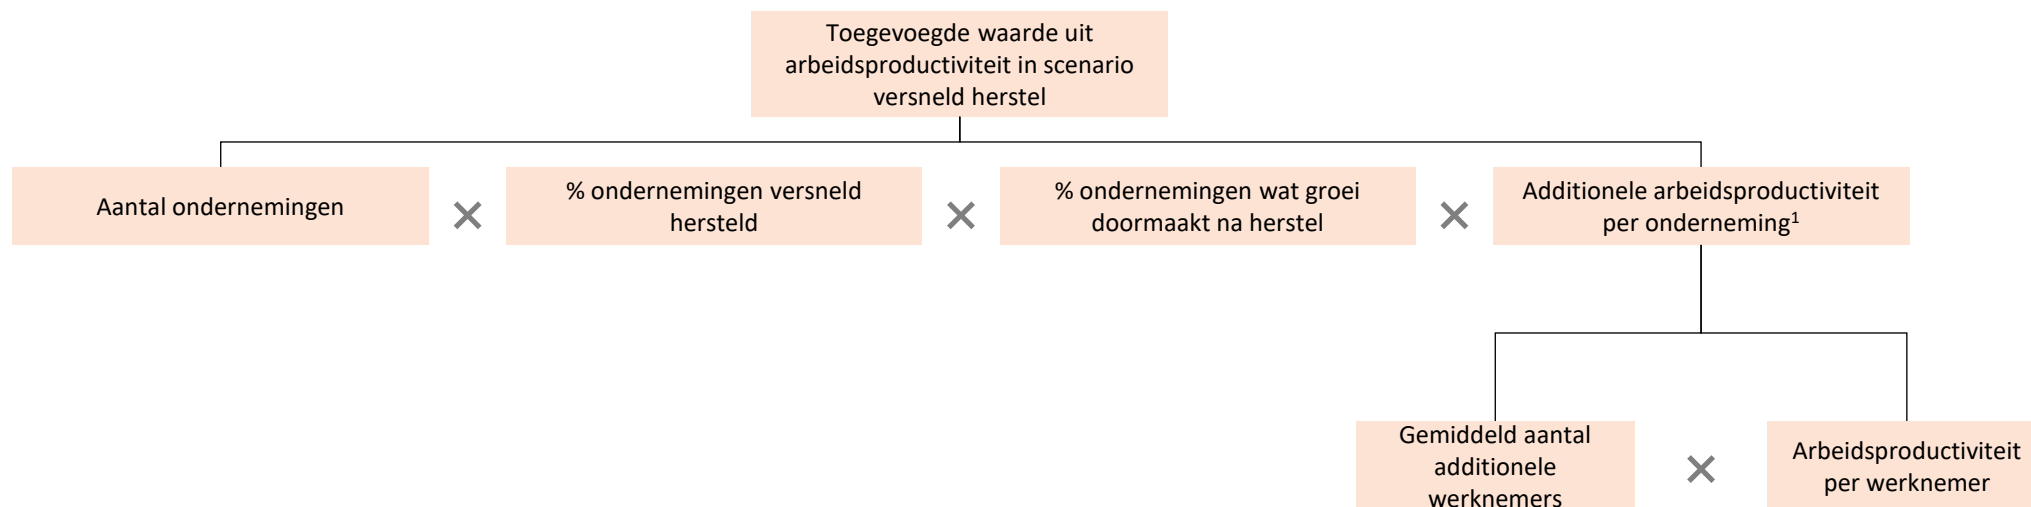 Toegevoegde waarde uit
arbeidsproductiviteit in scenario
versneld herstel
Aantal ondernemingen
% ondernemingen versneld
hersteld
% ondernemingen wat groei
doormaakt na herstel
Additionele arbeidsproductiviteit
per onderneming¹
Gemiddeld aantal
additionele
werknemers
Arbeidsproductiviteit
per werknemer